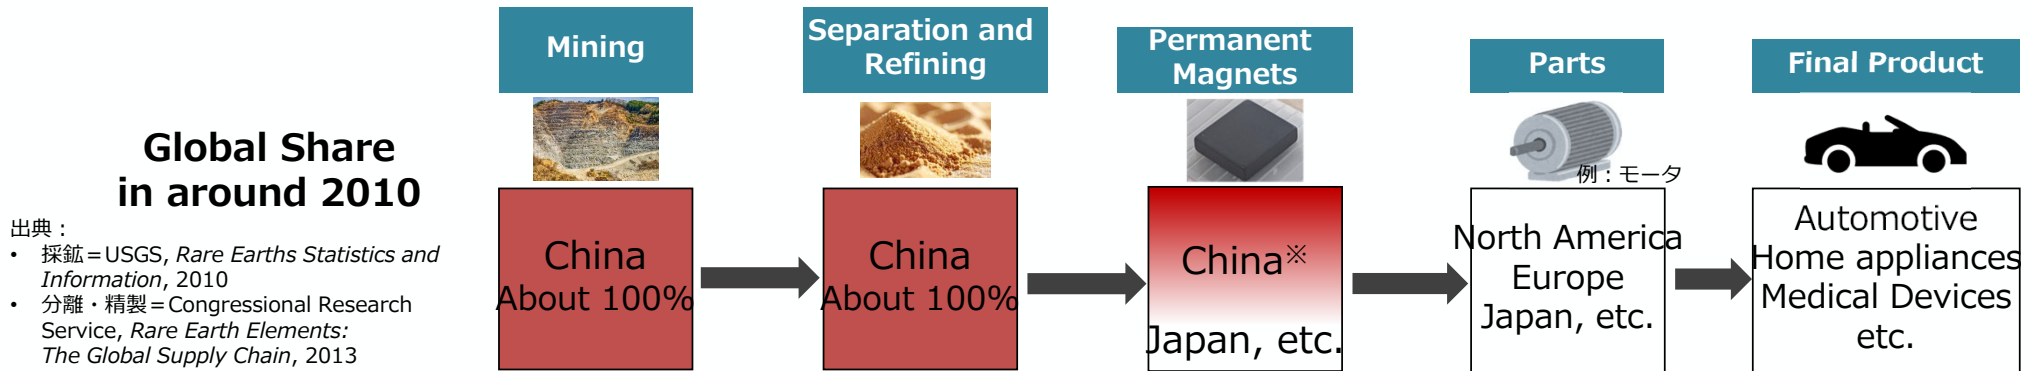 Global Share
in around 2010
出典：
• 採鉱＝USGS, Rare Earths Statistics and
Information, 2010
• 分離・精製＝Congressional Research
Service, Rare Earth Elements:
The Global Supply Chain, 2013
Mining
China
About 100%
Separation and
Refining
China
About 100%
Permanent
Magnets
China※
Japan, etc.
Parts
例：モータ
North America
Europe
Japan, etc.
Final Product
Automotive
Home appliances
Medical Devices
etc.